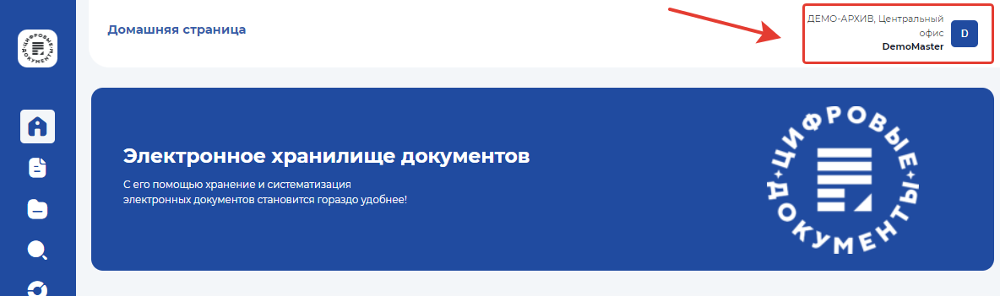 ЦИФРОВЫЕ ДОКУМЕНТЫ
Домашняя страница
ДЕМО-АРХИВ, Центральный
офис
DemoMaster
D
Электронное хранилище документов
С его помощью хранение и систематизация
электронных документов становится гораздо удобнее!
ЦИФРОВЫЕ
ДОКУМЕНТЫ